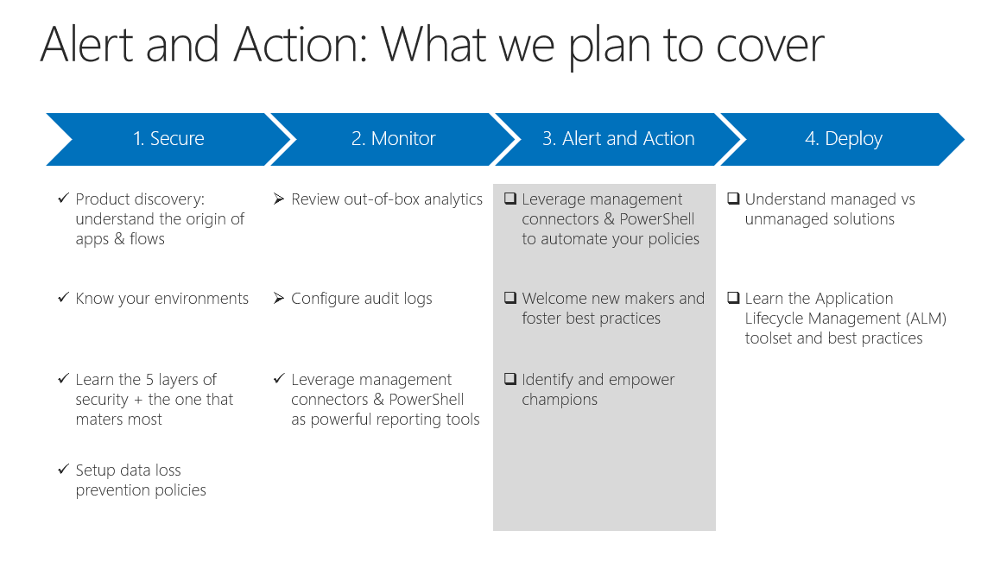 Alert and Action: What we plan to cover
1. Secure
2. Monitor
3. Alert and Action
4. Deploy
✓ Product discovery:
understand the origin of
apps & flows
✓ Know your environments
✓ Learn the 5 layers of
security + the one that
maters most
✓ Setup data loss
prevention policies
➢ Review out-of-box analytics
➢ Configure audit logs
✓ Leverage management
connectors & PowerShell
as powerful reporting tools
❑ Leverage management
connectors & PowerShell
to automate your policies
❑ Welcome new makers and
foster best practices
❑ Identify and empower
champions
❑ Understand managed vs
unmanaged solutions
❑ Learn the Application
Lifecycle Management (ALM)
toolset and best practices